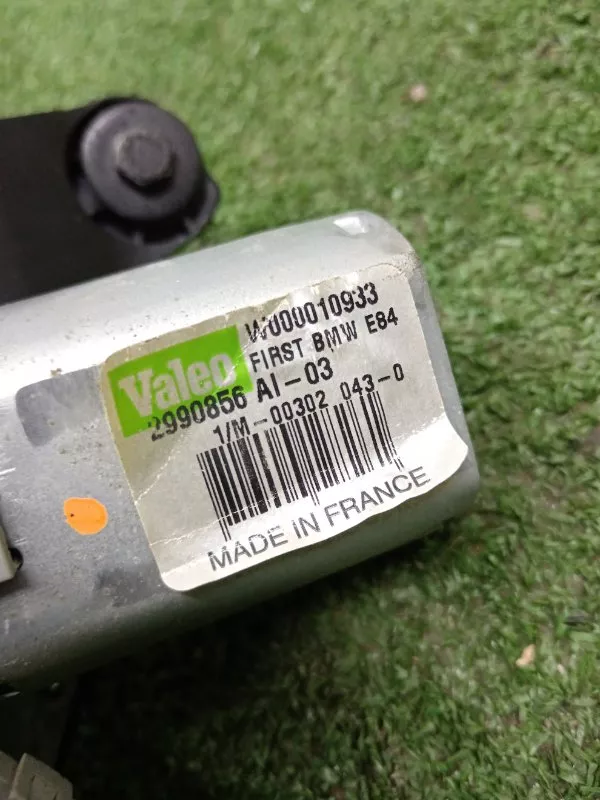 W000010933
Valeo
FIRST BMW E84
2990856 AI-03
1/M-00302 043-0
MADE IN FRANCE